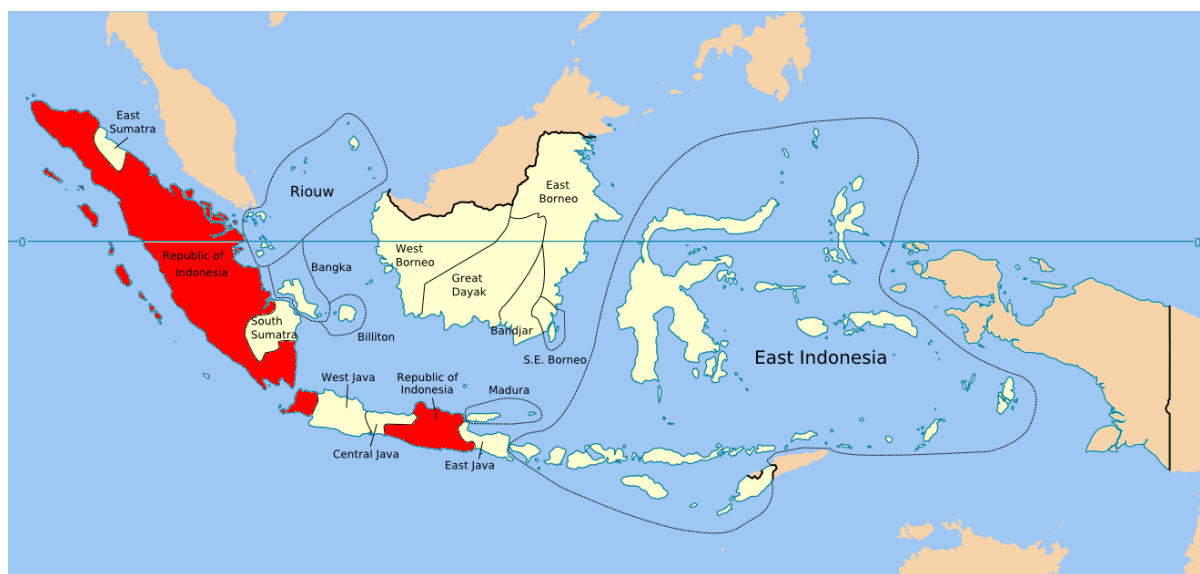 East
Sumatra
Riouw
East
Borneo
0
0
Republic of
Indonesia
West
Borneo
Bangka
Great
Dayak
South
Sumatra
Billiton
Bandjar
S.E. Borneo
East Indonesia
West Java
Republic of
Indonesia
Madura
Central Java
East Java